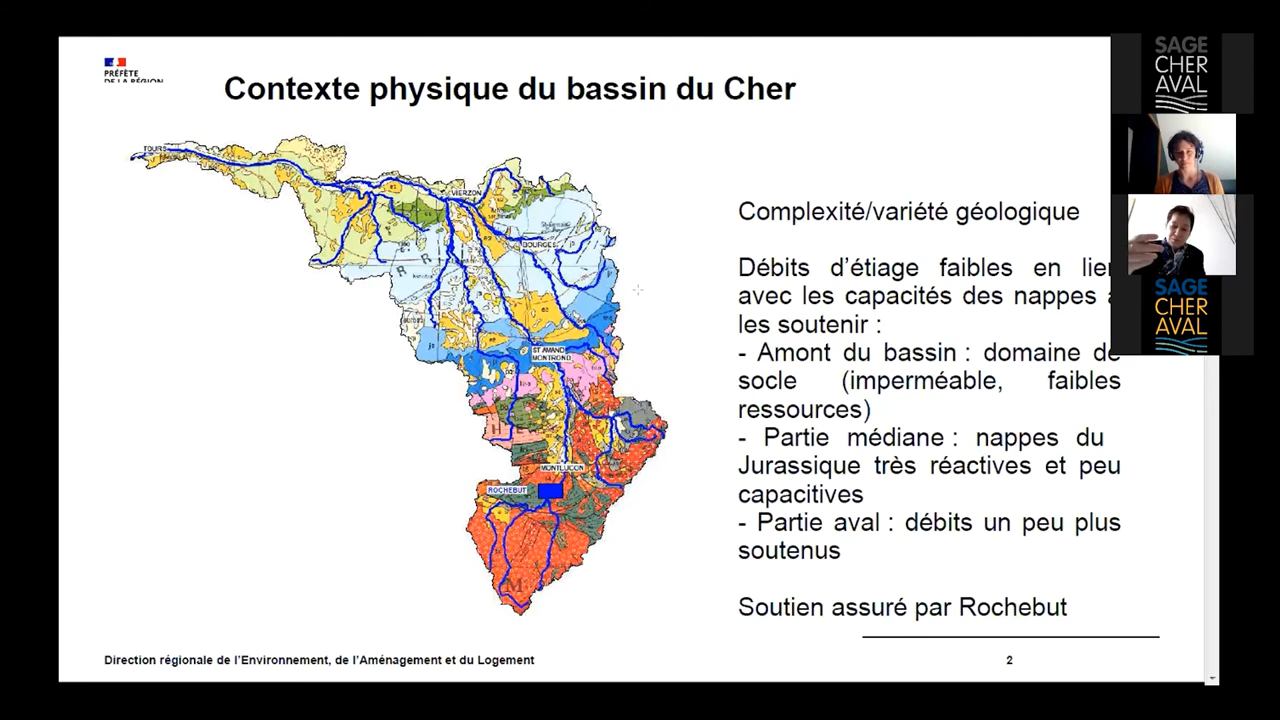 PRÉFÈTE
DE LA RÉGION
Contexte physique du bassin du Cher
SAGE
CHER
AVAL
TOURS
VIERZON
BOURGES
ST AMAND
MONTROND
MONTLUCON
ROCHEBUT
M
Complexité/variété géologique
Débits d’étiage faibles en lien
avec les capacités des nappes à
les soutenir :
- Amont du bassin : domaine de
socle (imperméable, faibles
ressources)
- Partie médiane : nappes du
Jurassique très réactives et peu
capacitives
- Partie aval : débits un peu plus
soutenus
Soutien assuré par Rochebut
SAGE
CHER
AVAL
Direction régionale de l’Environnement, de l’Aménagement et du Logement
2